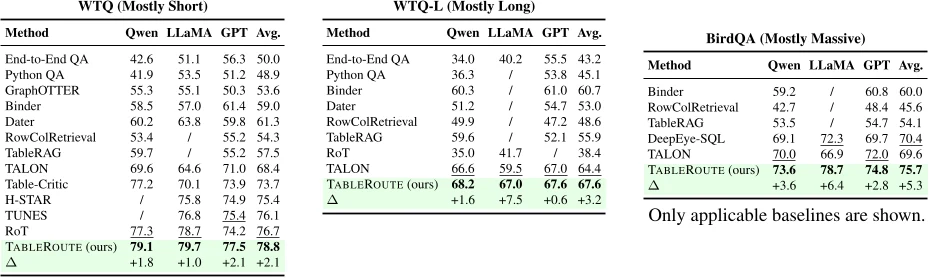 WTQ (Mostly Short)
Method Qwen LLaMA GPT Avg.
End-to-End QA 42.6 51.1 56.3 50.0
Python QA 41.9 53.5 51.2 48.9
GraphOTTER 55.3 55.1 50.3 53.6
Binder 58.5 57.0 61.4 59.0
Dater 60.2 63.8 59.8 61.3
RowColRetrieval 53.4 / 55.2 54.3
TableRAG 59.7 / 55.2 57.5
TALON 69.6 64.6 71.0 68.4
Table-Critic 77.2 70.1 73.9 73.7
H-STAR / 75.8 74.9 75.4
TUNES / 76.8 75.4 76.1
RoT 77.3 78.7 74.2 76.7
TABLEROUTE (ours) 79.1 79.7 77.5 78.8
Δ +1.8 +1.0 +2.1 +2.1
WTQ-L (Mostly Long)
Method Qwen LLaMA GPT Avg.
End-to-End QA 34.0 40.2 55.5 43.2
Python QA 36.3 / 53.8 45.1
Binder 60.3 / 61.0 60.7
Dater 51.2 / 54.7 53.0
RowColRetrieval 49.9 / 47.2 48.6
TableRAG 59.6 / 52.1 55.9
RoT 35.0 41.7 / 38.4
TALON 66.6 59.5 67.0 64.4
TABLEROUTE (ours) 68.2 67.0 67.6 67.6
Δ +1.6 +7.5 +0.6 +3.2
BirdQA (Mostly Massive)
Method Qwen LLaMA GPT Avg.
Binder 59.2 / 60.8 60.0
RowColRetrieval 42.7 / 48.4 45.6
TableRAG 53.5 / 54.7 54.1
DeepEye-SQL 69.1 72.3 69.7 70.4
TALON 70.0 66.9 72.0 69.6
TABLEROUTE (ours) 73.6 78.7 74.8 75.7
Δ +3.6 +6.4 +2.8 +5.3
Only applicable baselines are shown.